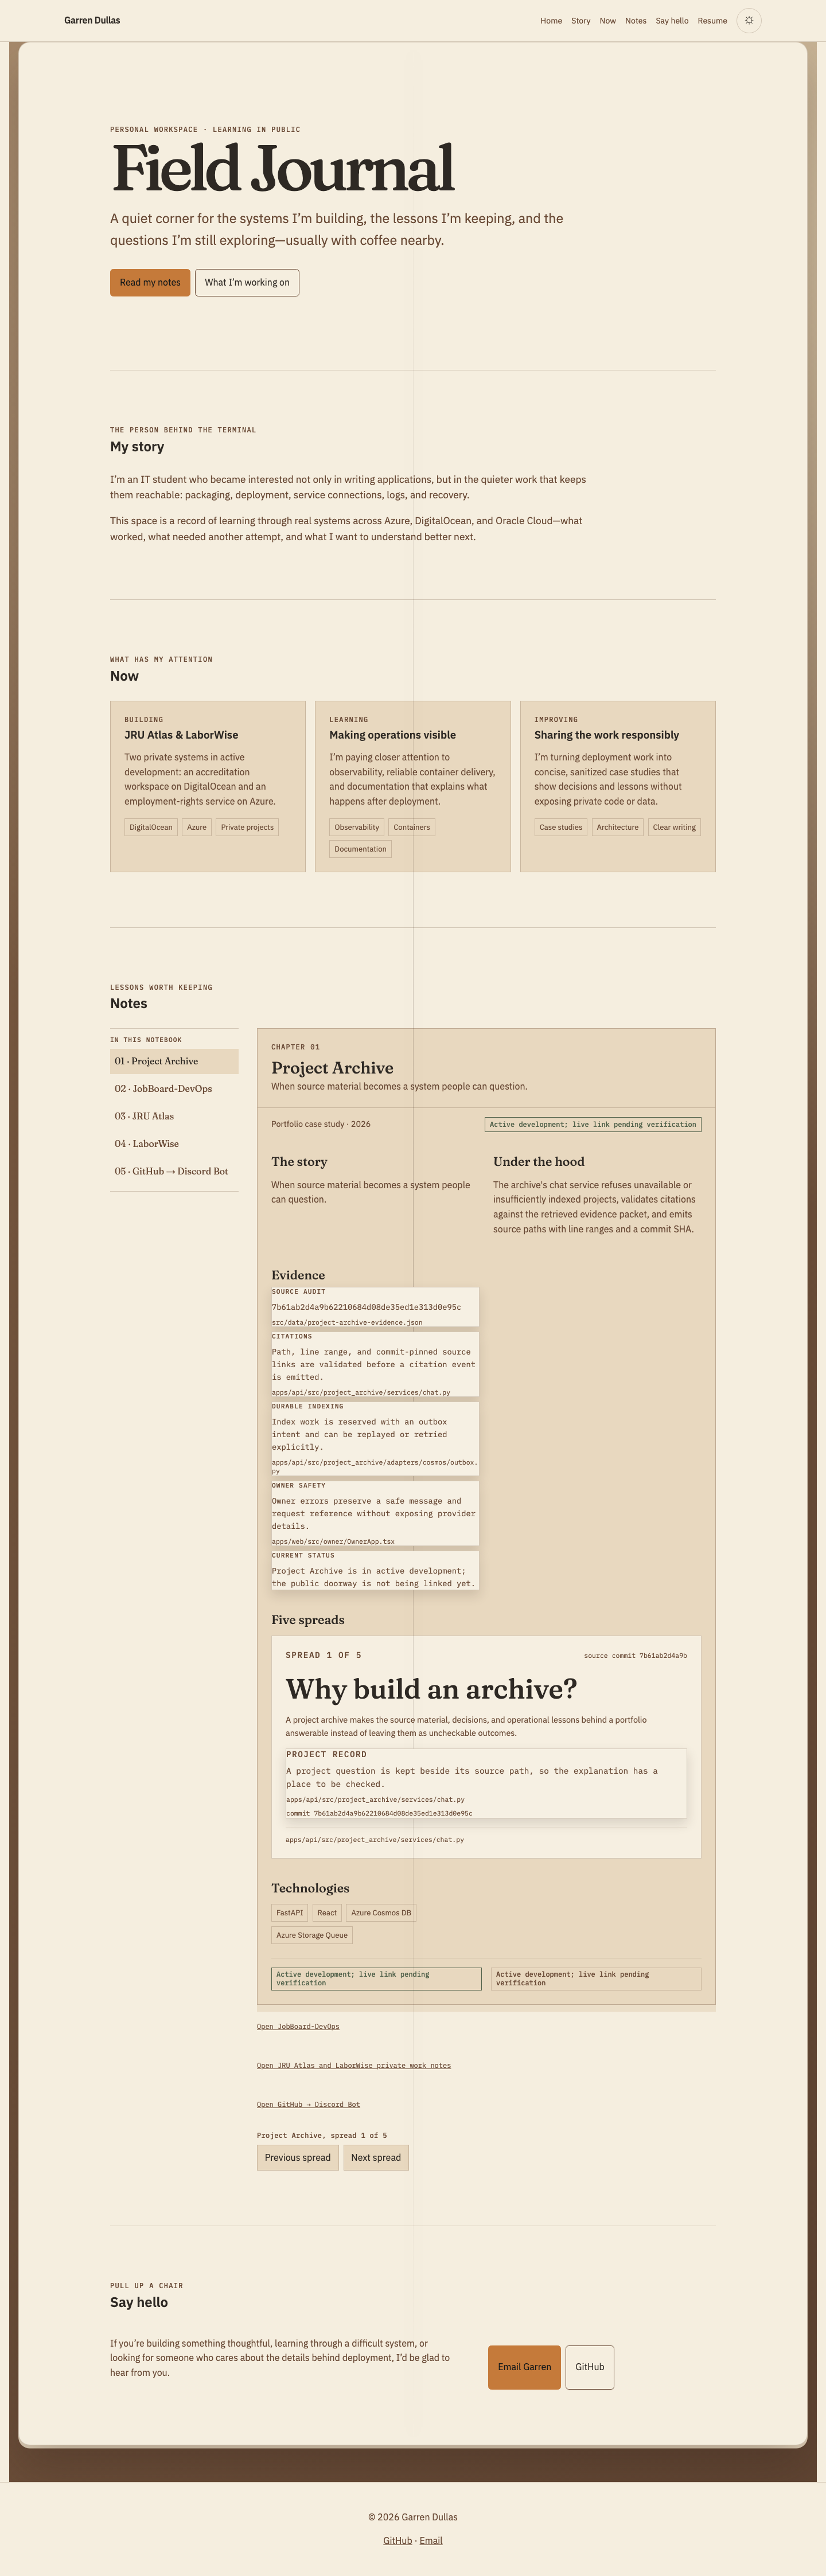 Garren Dullas
Home Story Now Notes Say hello Resume
PERSONAL WORKSPACE · LEARNING IN PUBLIC
Field Journal
A quiet corner for the systems I’m building, the lessons I’m keeping, and the
questions I’m still exploring—usually with coffee nearby.
Read my notes
What I’m working on
THE PERSON BEHIND THE TERMINAL
My story
I’m an IT student who became interested not only in writing applications, but in the quieter work that keeps
them reachable: packaging, deployment, service connections, logs, and recovery.
This space is a record of learning through real systems across Azure, DigitalOcean, and Oracle Cloud—what
worked, what needed another attempt, and what I want to understand better next.
WHAT HAS MY ATTENTION
Now
BUILDING
JRU Atlas & LaborWise
Two private systems in active
development: an accreditation
workspace on DigitalOcean and an
employment-rights service on Azure.
DigitalOcean
Azure
Private projects
LEARNING
Making operations visible
I’m paying closer attention to
observability, reliable container delivery,
and documentation that explains what
happens after deployment.
Observability
Containers
Documentation
IMPROVING
Sharing the work responsibly
I’m turning deployment work into
concise, sanitized case studies that
show decisions and lessons without
exposing private code or data.
Case studies
Architecture
Clear writing
LESSONS WORTH KEEPING
Notes
IN THIS NOTEBOOK
01 · Project Archive
02 · JobBoard-DevOps
03 · JRU Atlas
04 · LaborWise
05 · GitHub → Discord Bot
CHAPTER 01
Project Archive
When source material becomes a system people can question.
Portfolio case study · 2026
Active development; live link pending verification
The story
When source material becomes a system people
can question.
Under the hood
The archive's chat service refuses unavailable or
insufficiently indexed projects, validates citations
against the retrieved evidence packet, and emits
source paths with line ranges and a commit SHA.
Evidence
SOURCE AUDIT
7b61ab2d4a9b62210684d08de35ed1e313d0e95c
src/data/project-archive-evidence.json
CITATIONS
Path, line range, and commit-pinned source
links are validated before a citation event
is emitted.
apps/api/src/project_archive/services/chat.py
DURABLE INDEXING
Index work is reserved with an outbox
intent and can be replayed or retried
explicitly.
apps/api/src/project_archive/adapters/cosmos/outbox.
py
OWNER SAFETY
Owner errors preserve a safe message and
request reference without exposing provider
details.
apps/web/src/owner/OwnerApp.tsx
CURRENT STATUS
Project Archive is in active development;
the public doorway is not being linked yet.
Five spreads
SPREAD 1 OF 5
source commit 7b61ab2d4a9b
Why build an archive?
A project archive makes the source material, decisions, and operational lessons behind a portfolio
answerable instead of leaving them as uncheckable outcomes.
PROJECT RECORD
A project question is kept beside its source path, so the explanation has a
place to be checked.
apps/api/src/project_archive/services/chat.py
commit 7b61ab2d4a9b62210684d08de35ed1e313d0e95c
apps/api/src/project_archive/services/chat.py
Technologies
FastAPI
React
Azure Cosmos DB
Azure Storage Queue
Active development; live link pending
verification
Active development; live link pending
verification
Open JobBoard-DevOps
Open JRU Atlas and LaborWise private work notes
Open GitHub → Discord Bot
Project Archive, spread 1 of 5
Previous spread
Next spread
PULL UP A CHAIR
Say hello
If you’re building something thoughtful, learning through a difficult system, or
looking for someone who cares about the details behind deployment, I’d be glad to
hear from you.
Email Garren
GitHub
© 2026 Garren Dullas
GitHub · Email